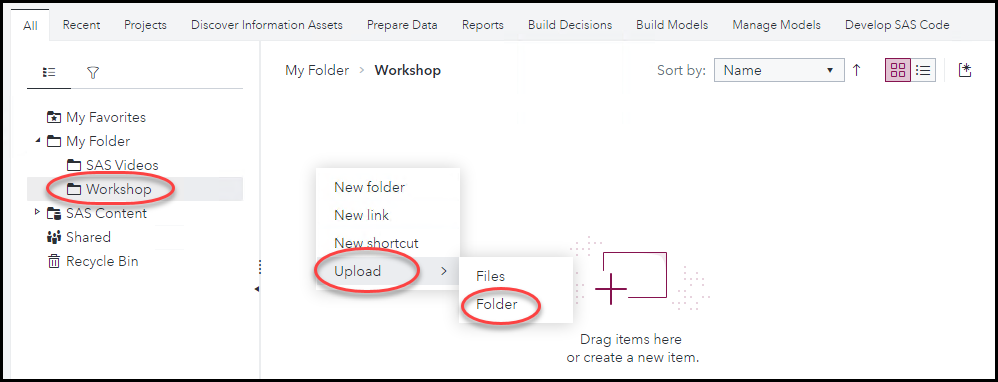 All Recent Projects Discover Information Assets Prepare Data Reports Build Decisions Build Models Manage Models Develop SAS Code
My Folder > Workshop
Sort by: Name
My Favorites
My Folder
SAS Videos
Workshop
SAS Content
Shared
Recycle Bin
New folder
New link
New shortcut
Upload
Files
Folder
Drag items here
or create a new item.